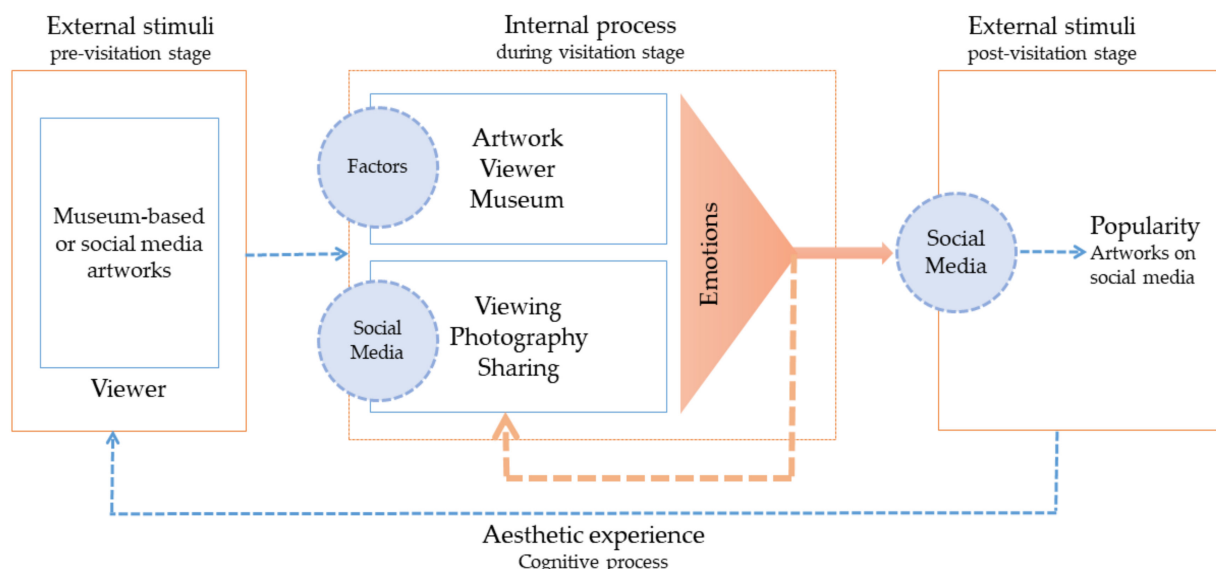 External stimuli
pre-visitation stage
Museum-based
or social media
artworks
Viewer
Internal process
during visitation stage
Factors
Artwork
Viewer
Museum
Social
Media
Viewing
Photography
Sharing
Emotions
External stimuli
post-visitation stage
Social
Media
Popularity
Artworks on
social media
Aesthetic experience
Cognitive process